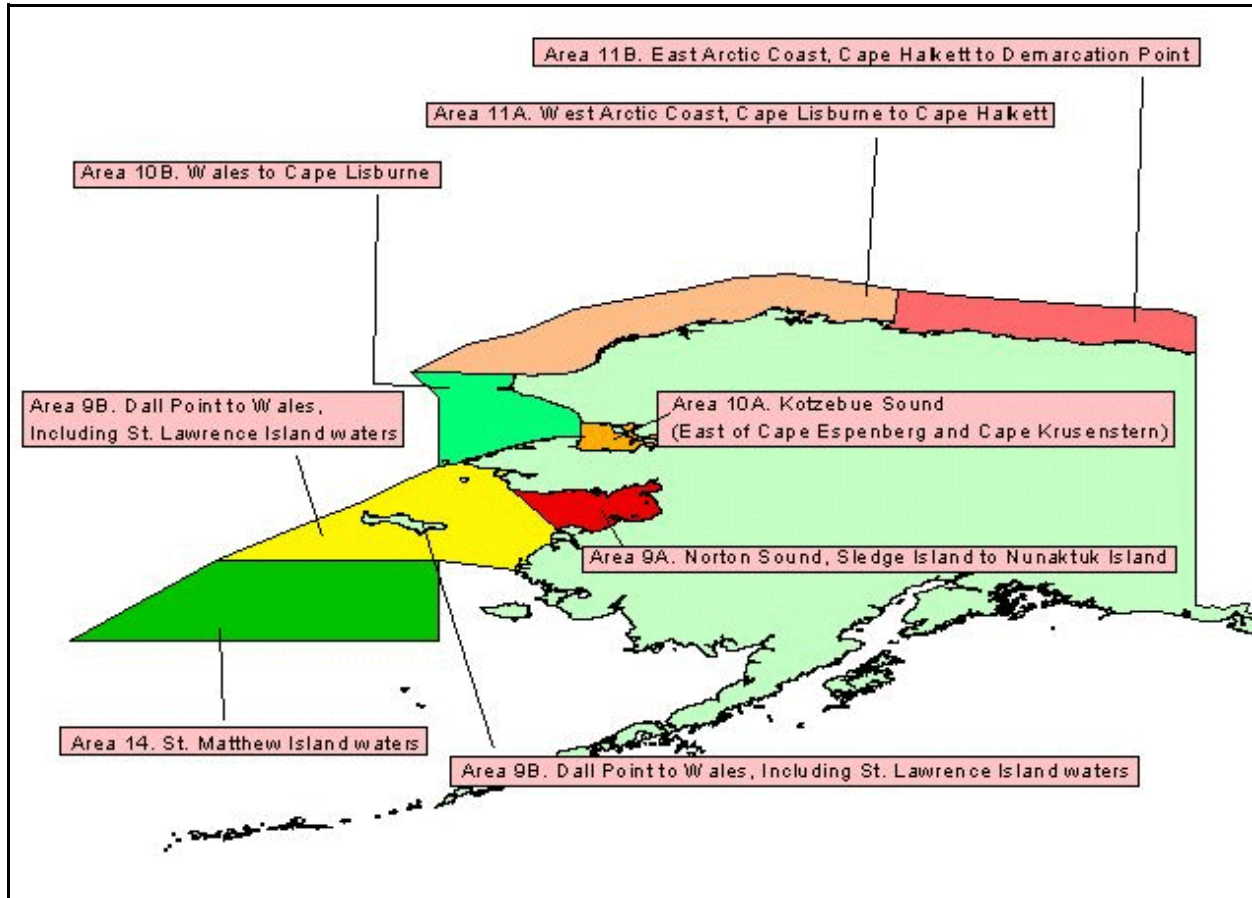 Area 11B. East Arctic Coast, Cape Halkett to Demarcation Point
Area 11A. West Arctic Coast, Cape Lisburne to Cape Halkett
Area 10B. Wales to Cape Lisburne
Area 9B. Dall Point to Wales,
Including St. Lawrence Island waters
Area 10A. Kotzebue Sound
(East of Cape Espenberg and Cape Krusenstern)
Area 9A. Norton Sound, Sledge Island to Nunaktuk Island
Area 14. St. Matthew Island waters
Area 9B. Dall Point to Wales, Including St. Lawrence Island waters